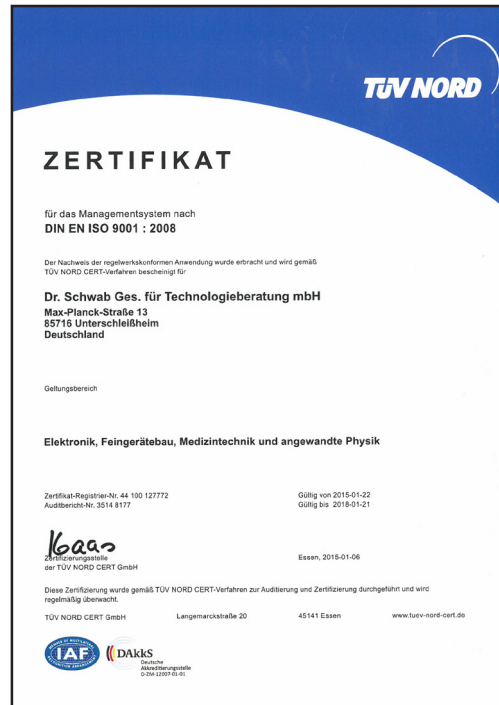 TÜV NORD
ZERTIFIKAT
für das Managementsystem nach
DIN EN ISO 9001 : 2008
Der Nachweis der regelwerkskonformen Anwendung wurde erbracht und wird gemäß
TÜV NORD CERT-Verfahren bescheinigt für
Dr. Schwab Ges. für Technologieberatung mbH
Max-Planck-Straße 13
85716 Unterschleißheim
Deutschland
Geltungsbereich
Elektronik, Feingerätebau, Medizintechnik und angewandte Physik
Zertifikat-Registrier-Nr. 44 100 127772 Gültig von 2015-01-22
Auditbericht-Nr. 3514 8177 Gültig bis 2018-01-21
Zertifizierungsstelle Essen, 2015-01-06
der TÜV NORD CERT GmbH
Diese Zertifizierung wurde gemäß TÜV NORD CERT-Verfahren zur Auditierung und Zertifizierung durchgeführt und wird
regelmäßig überwacht.
TÜV NORD CERT GmbH Langemarckstraße 20 45141 Essen www.tuev-nord-cert.de
MEMBER OF MULTILATERAL
IAF
RECOGNITION ARRANGEMENT
DAkkS
Deutsche
Akkreditierungsstelle
D-ZM-12007-01-01